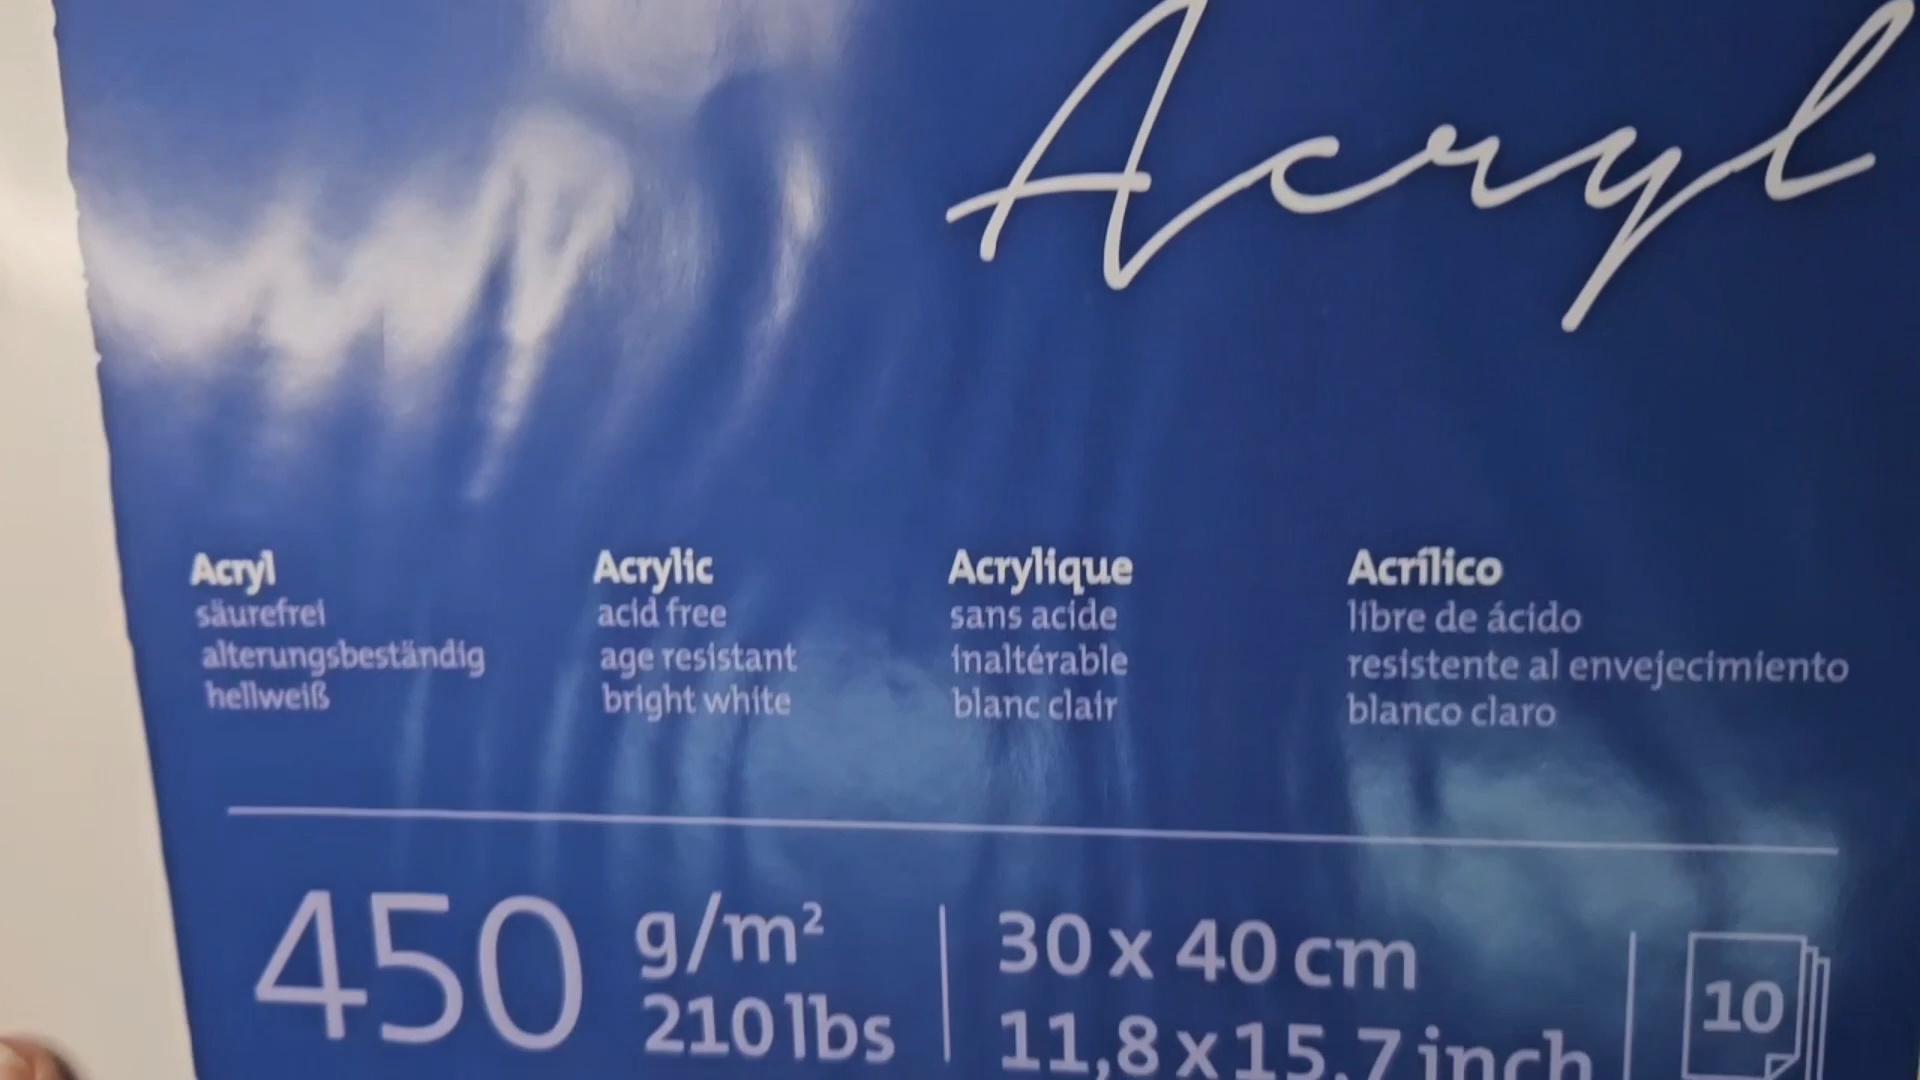 Acryl
Acryl
säurefrei
alterungsbeständig
hellweiß
Acrylic
acid free
age resistant
bright white
Acrylique
sans acide
inaltérable
blanc clair
Acrílico
libre de ácido
resistente al envejecimiento
blanco claro
450 g/m²
210 lbs
30 x 40 cm
11,8 x 15,7 inch
10